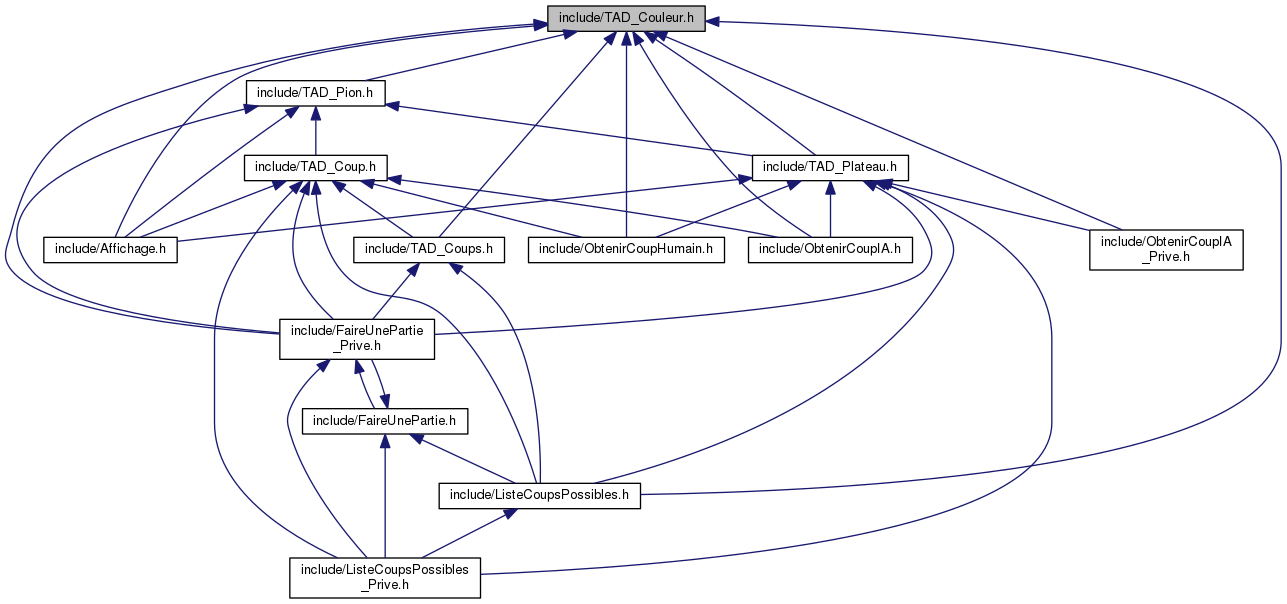 include/TAD_Couleur.h
include/TAD_Pion.h
include/TAD_Coup.h
include/TAD_Plateau.h
include/Affichage.h
include/TAD_Coups.h
include/ObtenirCoupHumain.h
include/ObtenirCoupIA.h
include/ObtenirCoupIA
_Prive.h
include/FaireUnePartie
_Prive.h
include/FaireUnePartie.h
include/ListeCoupsPossibles.h
include/ListeCoupsPossibles
_Prive.h